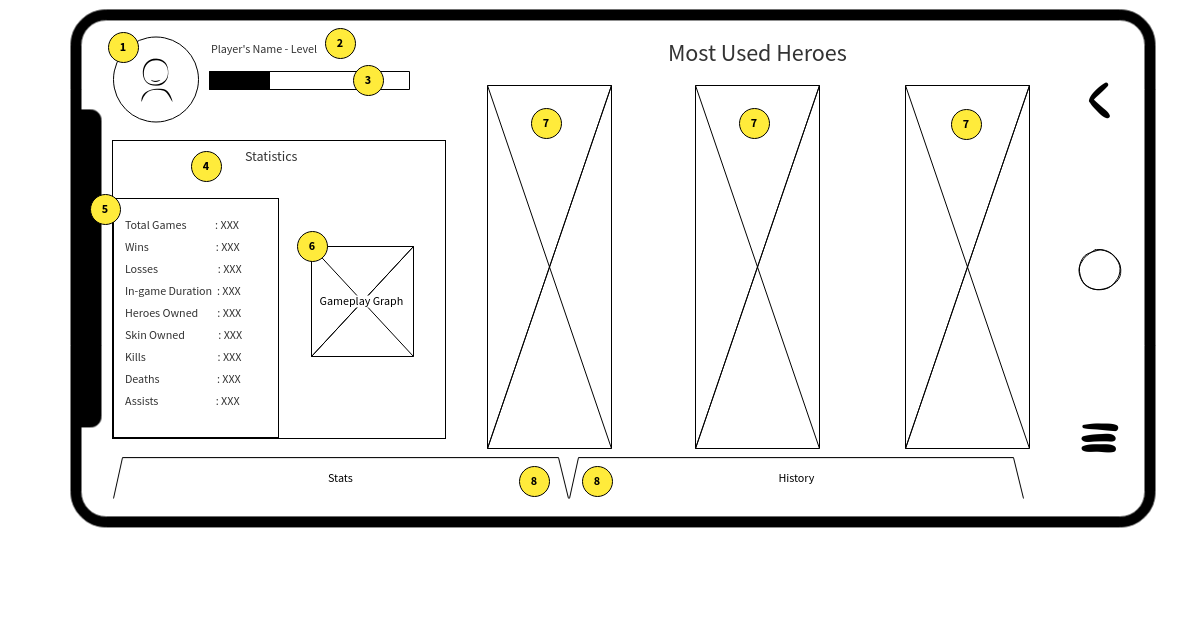 1
Player's Name - Level
2
3
Most Used Heroes
4
Statistics
5
Total Games : XXX
Wins : XXX
Losses : XXX
In-game Duration : XXX
Heroes Owned : XXX
Skin Owned : XXX
Kills : XXX
Deaths : XXX
Assists : XXX
6
Gameplay Graph
7
7
7
Stats
8
8
History